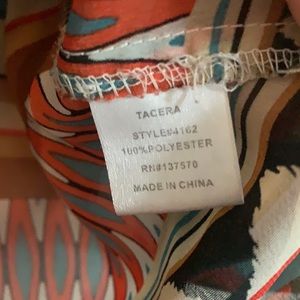 TACERA
STYLE#4162
100%POLYESTER
RN#137570
MADE IN CHINA